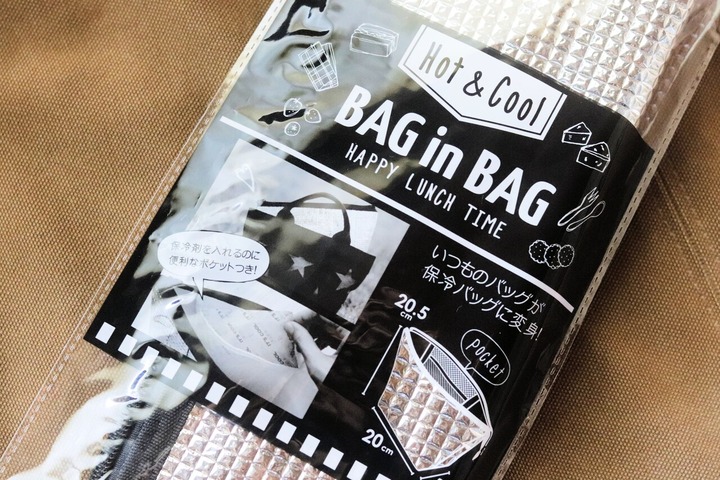 Hot & Cool
BAG in BAG
HAPPY LUNCH TIME
保冷剤を入れるのに
便利なポケットつき!
いつものバッグが
保冷バッグに変身!
20.5
cm
pocket
20cm